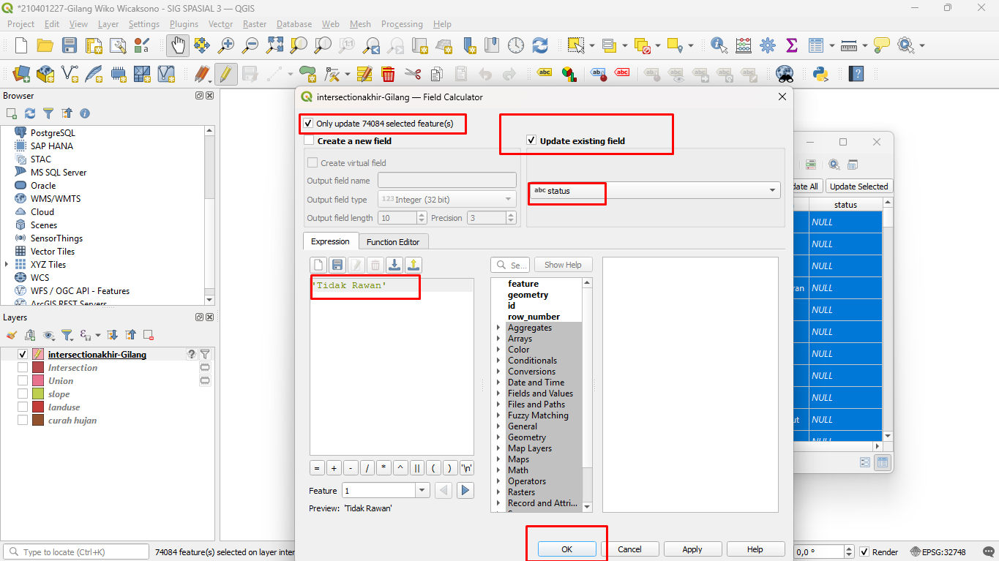 *210401227-Gilang Wiko Wicaksono - SIG SPASIAL 3 — QGIS
Project Edit View Layer Settings Plugins Vector Raster Database Web Mesh Processing Help
Browser
PostgreSQL
SAP HANA
STAC
MS SQL Server
Oracle
WMS/WMTS
Cloud
Scenes
SensorThings
Vector Tiles
XYZ Tiles
WCS
WFS / OGC API - Features
ArcGIS REST Servers
Layers
intersectionakhir-Gilang
Intersection
Union
slope
landuse
curah hujan
intersectionakhir-Gilang — Field Calculator
Only update 74084 selected feature(s)
Create a new field
Update existing field
Create virtual field
Output field name
Output field type 123 Integer (32 bit)
Output field length 10 Precision 3
abc status
Expression Function Editor
Se... Show Help
'Tidak Rawan'
feature
geometry
id
row_number
Aggregates
Arrays
Color
Conditionals
Conversions
Date and Time
Fields and Values
Files and Paths
Fuzzy Matching
General
Geometry
Map Layers
Maps
Math
Operators
Rasters
Record and Attri...
= + - / * ^ || ( ) '\n'
Feature 1
Preview: 'Tidak Rawan'
OK Cancel Apply Help
date All Update Selected
status
NULL
NULL
NULL
ran NULL
NULL
NULL
NULL
NULL
NULL
ut NULL
NULL
Type to locate (Ctrl+K) 74084 feature(s) selected on layer inter 0,0 ° Render EPSG:32748